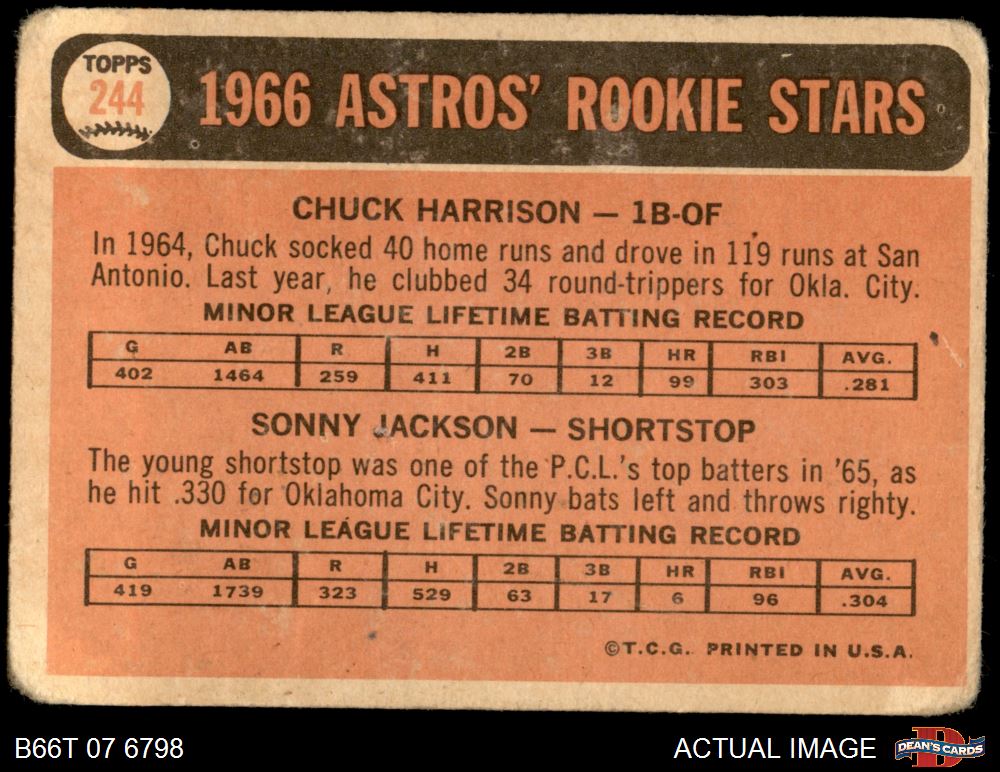 TOPPS
244
1966 ASTROS' ROOKIE STARS
CHUCK HARRISON — 1B-OF
In 1964, Chuck socked 40 home runs and drove in 119 runs at San
Antonio. Last year, he clubbed 34 round-trippers for Okla. City.
MINOR LEAGUE LIFETIME BATTING RECORD
G AB R H 2B 3B HR RBI AVG.
402 1464 259 411 70 12 99 303 .281
SONNY JACKSON — SHORTSTOP
The young shortstop was one of the P.C.L.'s top batters in '65, as
he hit .330 for Oklahoma City. Sonny bats left and throws righty.
MINOR LEAGUE LIFETIME BATTING RECORD
G AB R H 2B 3B HR RBI AVG.
419 1739 323 529 63 17 6 96 .304
©T.C.G. PRINTED IN U.S.A.
B66T 07 6798 ACTUAL IMAGE DEAN'S CARDS